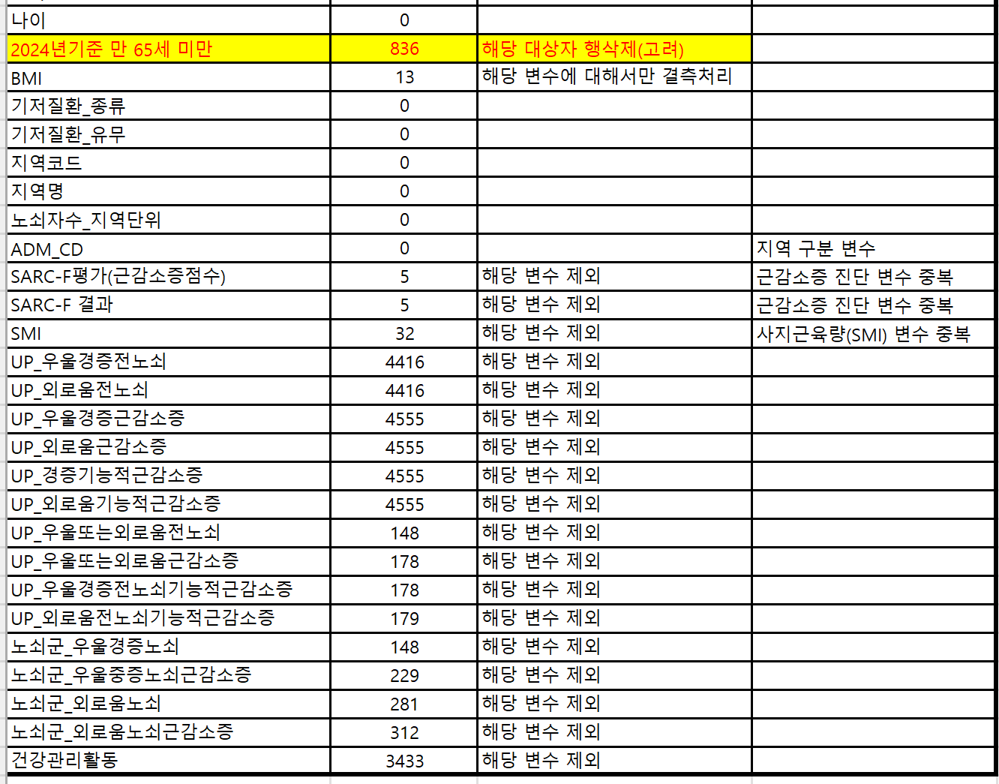 나이 0
2024년기준 만 65세 미만 836 해당 대상자 행삭제(고려)
BMI 13 해당 변수에 대해서만 결측처리
기저질환_종류 0
기저질환_유무 0
지역코드 0
지역명 0
노쇠자수_지역단위 0
ADM_CD 0 지역 구분 변수
SARC-F평가(근감소증점수) 5 해당 변수 제외 근감소증 진단 변수 중복
SARC-F 결과 5 해당 변수 제외 근감소증 진단 변수 중복
SMI 32 해당 변수 제외 사지근육량(SMI) 변수 중복
UP_우울경증전노쇠 4416 해당 변수 제외
UP_외로움전노쇠 4416 해당 변수 제외
UP_우울경증근감소증 4555 해당 변수 제외
UP_외로움근감소증 4555 해당 변수 제외
UP_경증기능적근감소증 4555 해당 변수 제외
UP_외로움기능적근감소증 4555 해당 변수 제외
UP_우울또는외로움전노쇠 148 해당 변수 제외
UP_우울또는외로움근감소증 178 해당 변수 제외
UP_우울경증전노쇠기능적근감소증 178 해당 변수 제외
UP_외로움전노쇠기능적근감소증 179 해당 변수 제외
노쇠군_우울경증노쇠 148 해당 변수 제외
노쇠군_우울중증노쇠근감소증 229 해당 변수 제외
노쇠군_외로움노쇠 281 해당 변수 제외
노쇠군_외로움노쇠근감소증 312 해당 변수 제외
건강관리활동 3433 해당 변수 제외